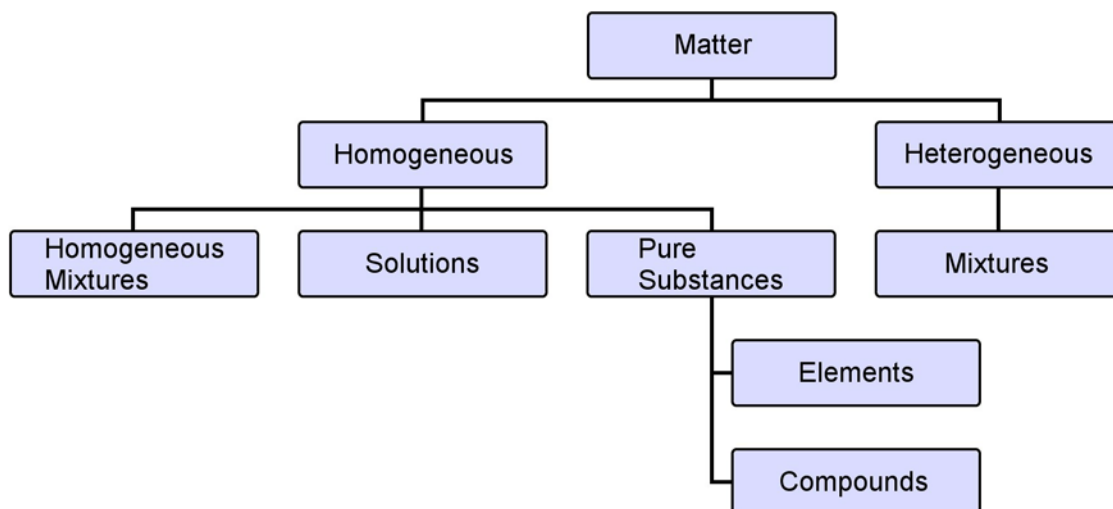 Matter
Homogeneous
Heterogeneous
Homogeneous
Mixtures
Solutions
Pure
Substances
Mixtures
Elements
Compounds